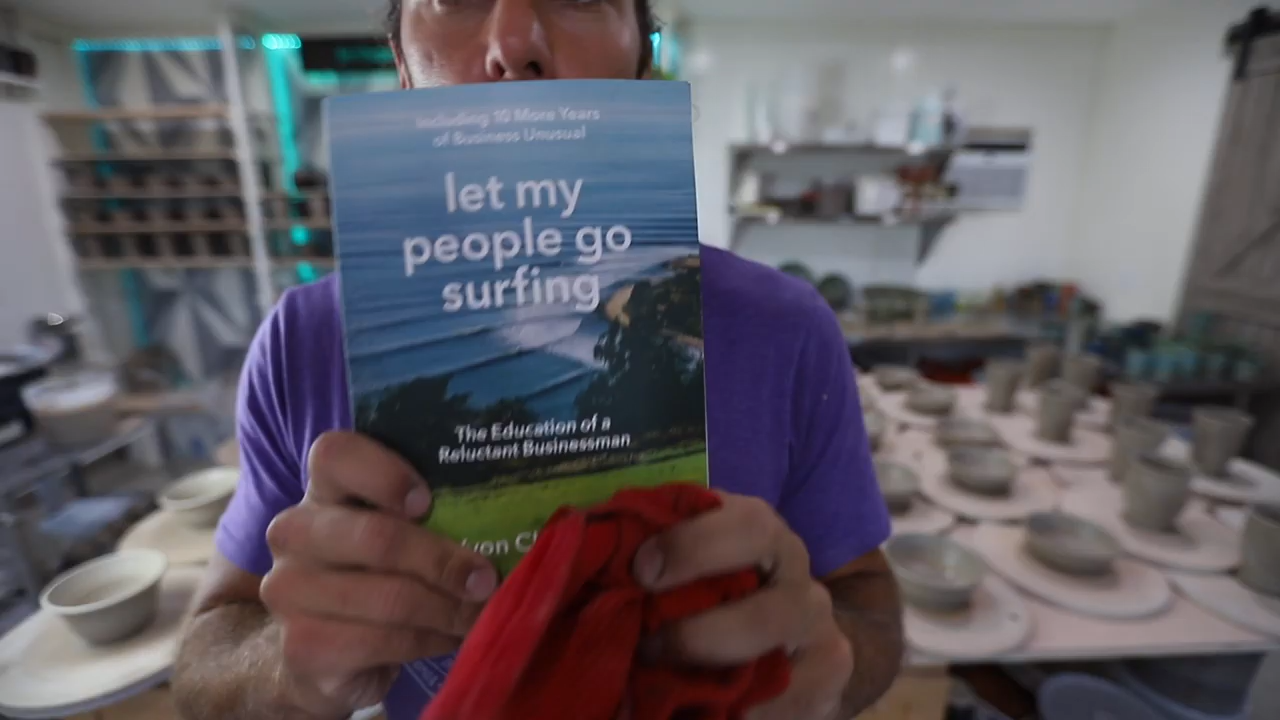 Including 10 More Years
of Business Unusual
let my
people go
surfing
The Education of a
Reluctant Businessman